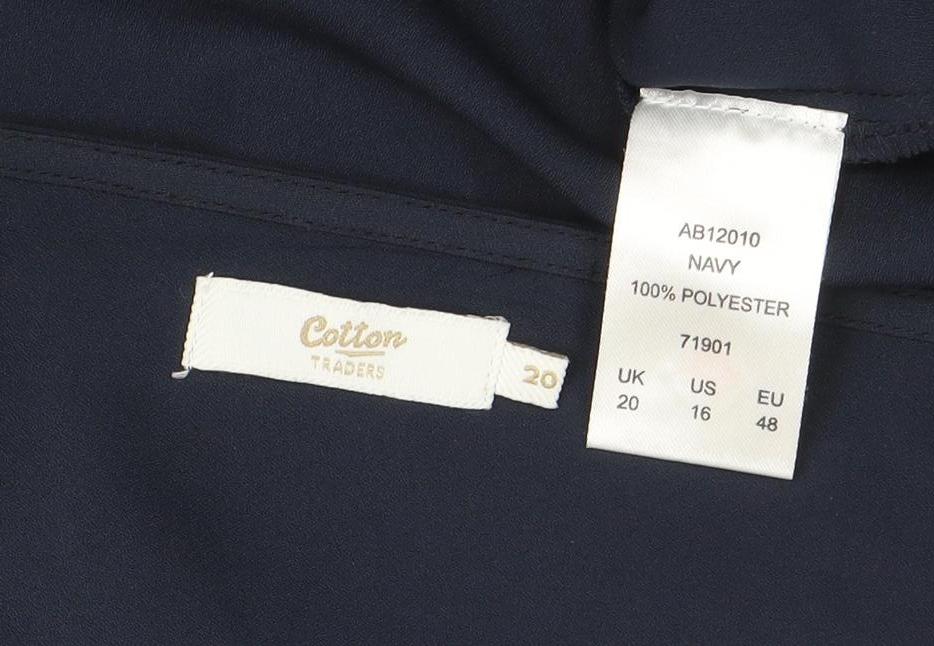 Cotton
TRADERS
20
AB12010
NAVY
100% POLYESTER
71901
UK US EU
20 16 48